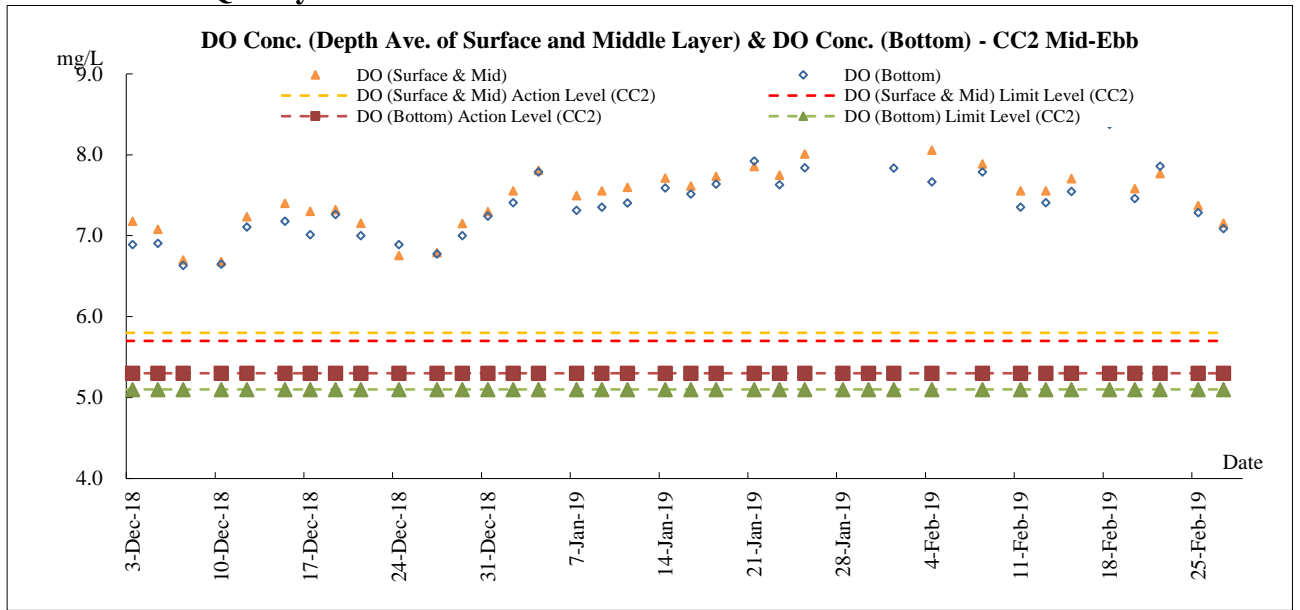 DO Conc. (Depth Ave. of Surface and Middle Layer) & DO Conc. (Bottom) - CC2 Mid-Ebb
mg/L
DO (Surface & Mid)
DO (Bottom)
DO (Surface & Mid) Action Level (CC2)
DO (Surface & Mid) Limit Level (CC2)
DO (Bottom) Action Level (CC2)
DO (Bottom) Limit Level (CC2)
9.0
8.0
7.0
6.0
5.0
4.0
Date
3-Dec-18
10-Dec-18
17-Dec-18
24-Dec-18
31-Dec-18
7-Jan-19
14-Jan-19
21-Jan-19
28-Jan-19
4-Feb-19
11-Feb-19
18-Feb-19
25-Feb-19